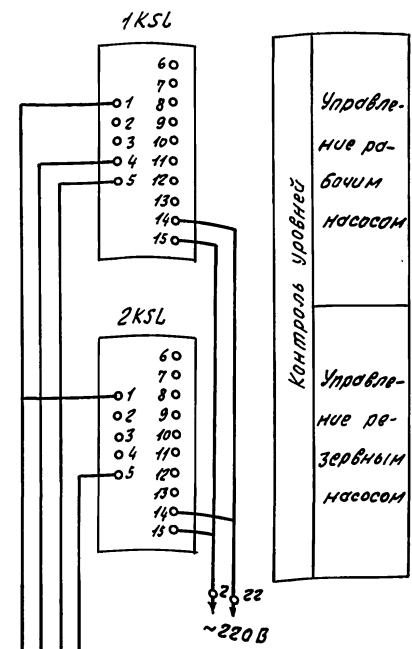 1KSL
6
7
1 8
2 9
3 10
4 11
5 12
13
14
15
2KSL
6
7
1 8
2 9
3 10
4 11
5 12
13
14
15
2 22
~220В
Контроль уровней
Управле-
ние ра-
бочим
насосом
Управле-
ние ре-
зервным
насосом